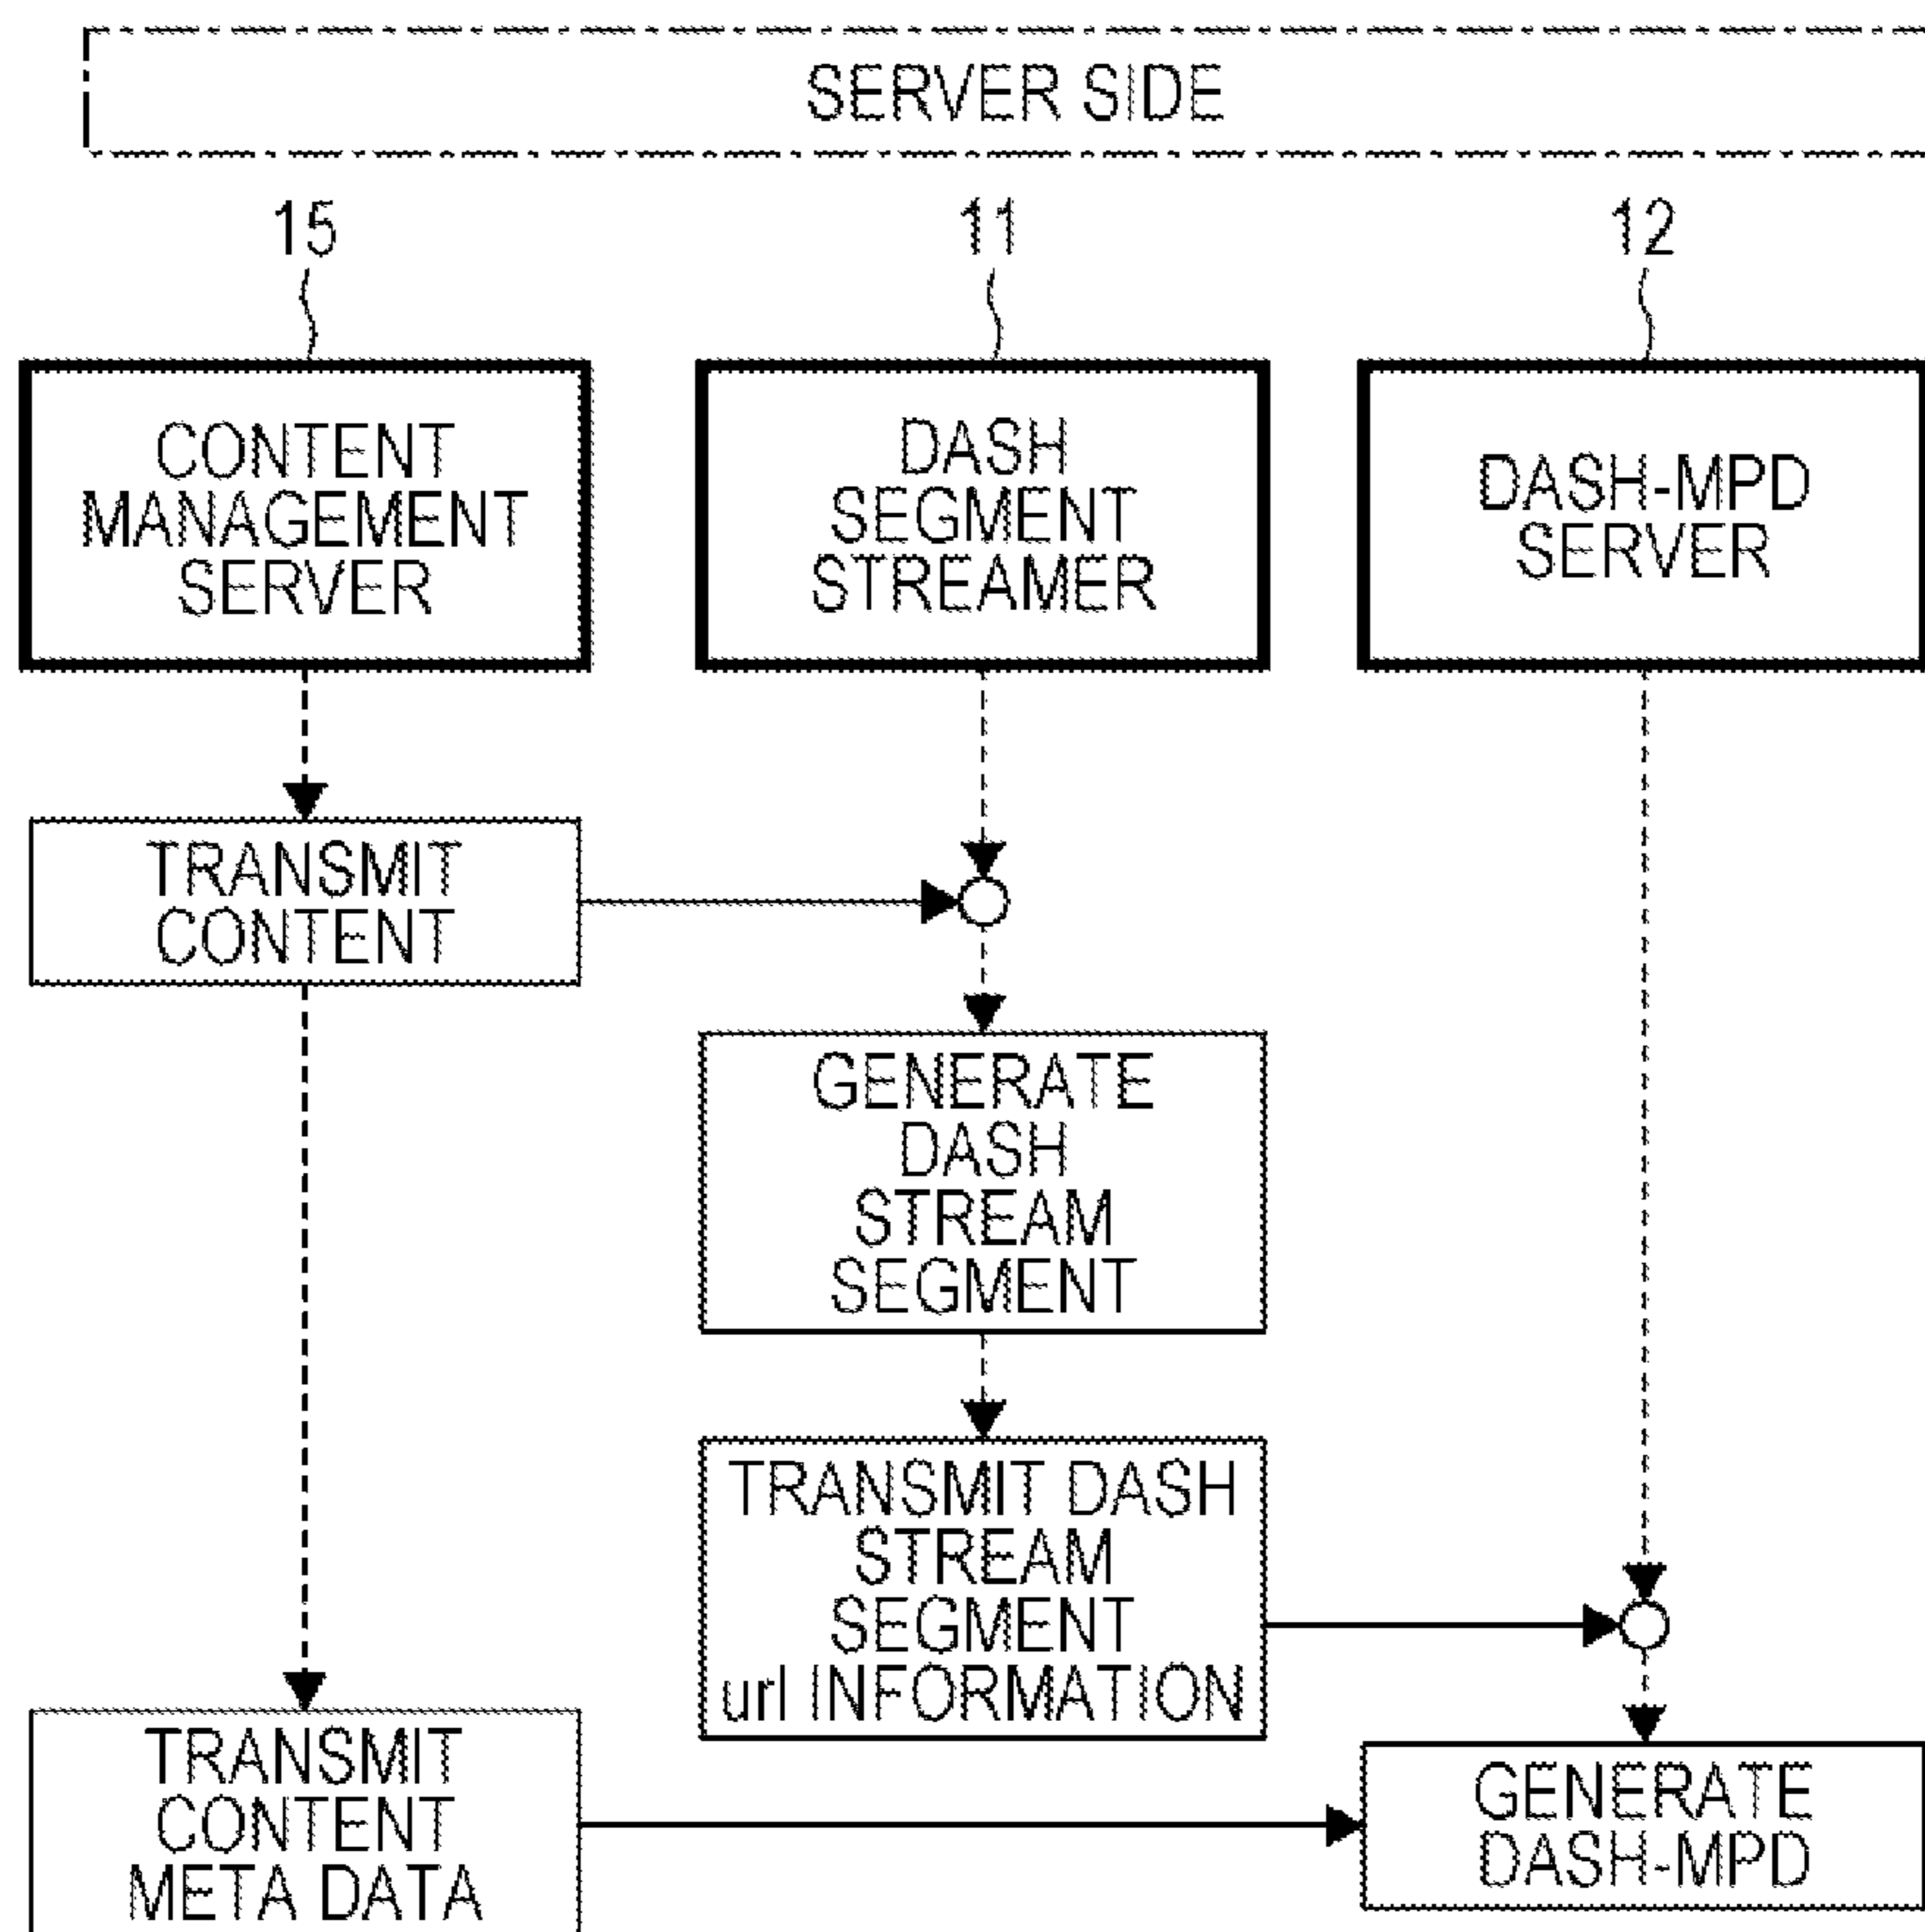 SERVER SIDE
15
11
12
CONTENT
MANAGEMENT
SERVER
DASH
SEGMENT
STREAMER
DASH-MPD
SERVER
TRANSMIT
CONTENT
GENERATE
DASH
STREAM
SEGMENT
TRANSMIT DASH
STREAM
SEGMENT
url INFORMATION
TRANSMIT
CONTENT
META DATA
GENERATE
DASH-MPD